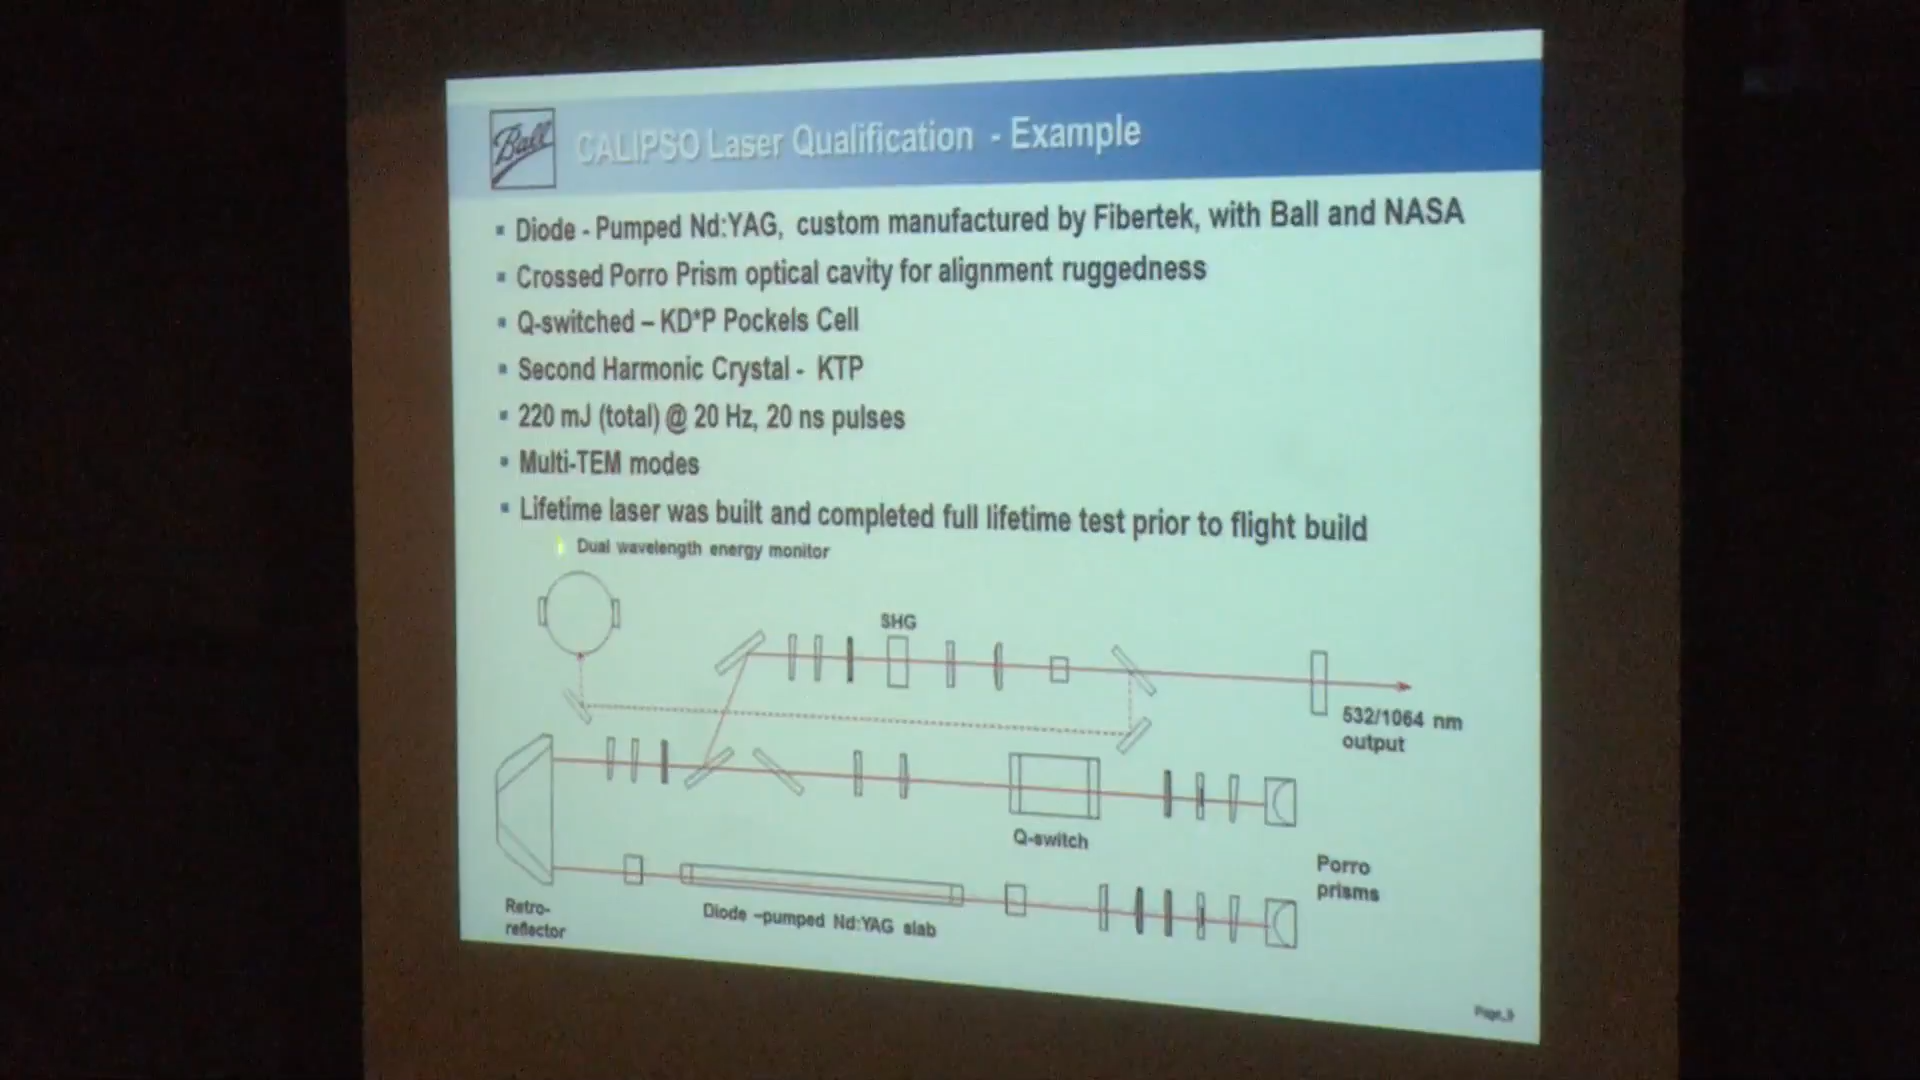 Ball
CALIPSO Laser Qualification - Example
▪ Diode - Pumped Nd:YAG, custom manufactured by Fibertek, with Ball and NASA
▪ Crossed Porro Prism optical cavity for alignment ruggedness
▪ Q-switched – KD*P Pockels Cell
▪ Second Harmonic Crystal - KTP
▪ 220 mJ (total) @ 20 Hz, 20 ns pulses
▪ Multi-TEM modes
▪ Lifetime laser was built and completed full lifetime test prior to flight build
Dual wavelength energy monitor
SHG
532/1064 nm
output
Q-switch
Porro
prisms
Retro-
reflector
Diode –pumped Nd:YAG slab